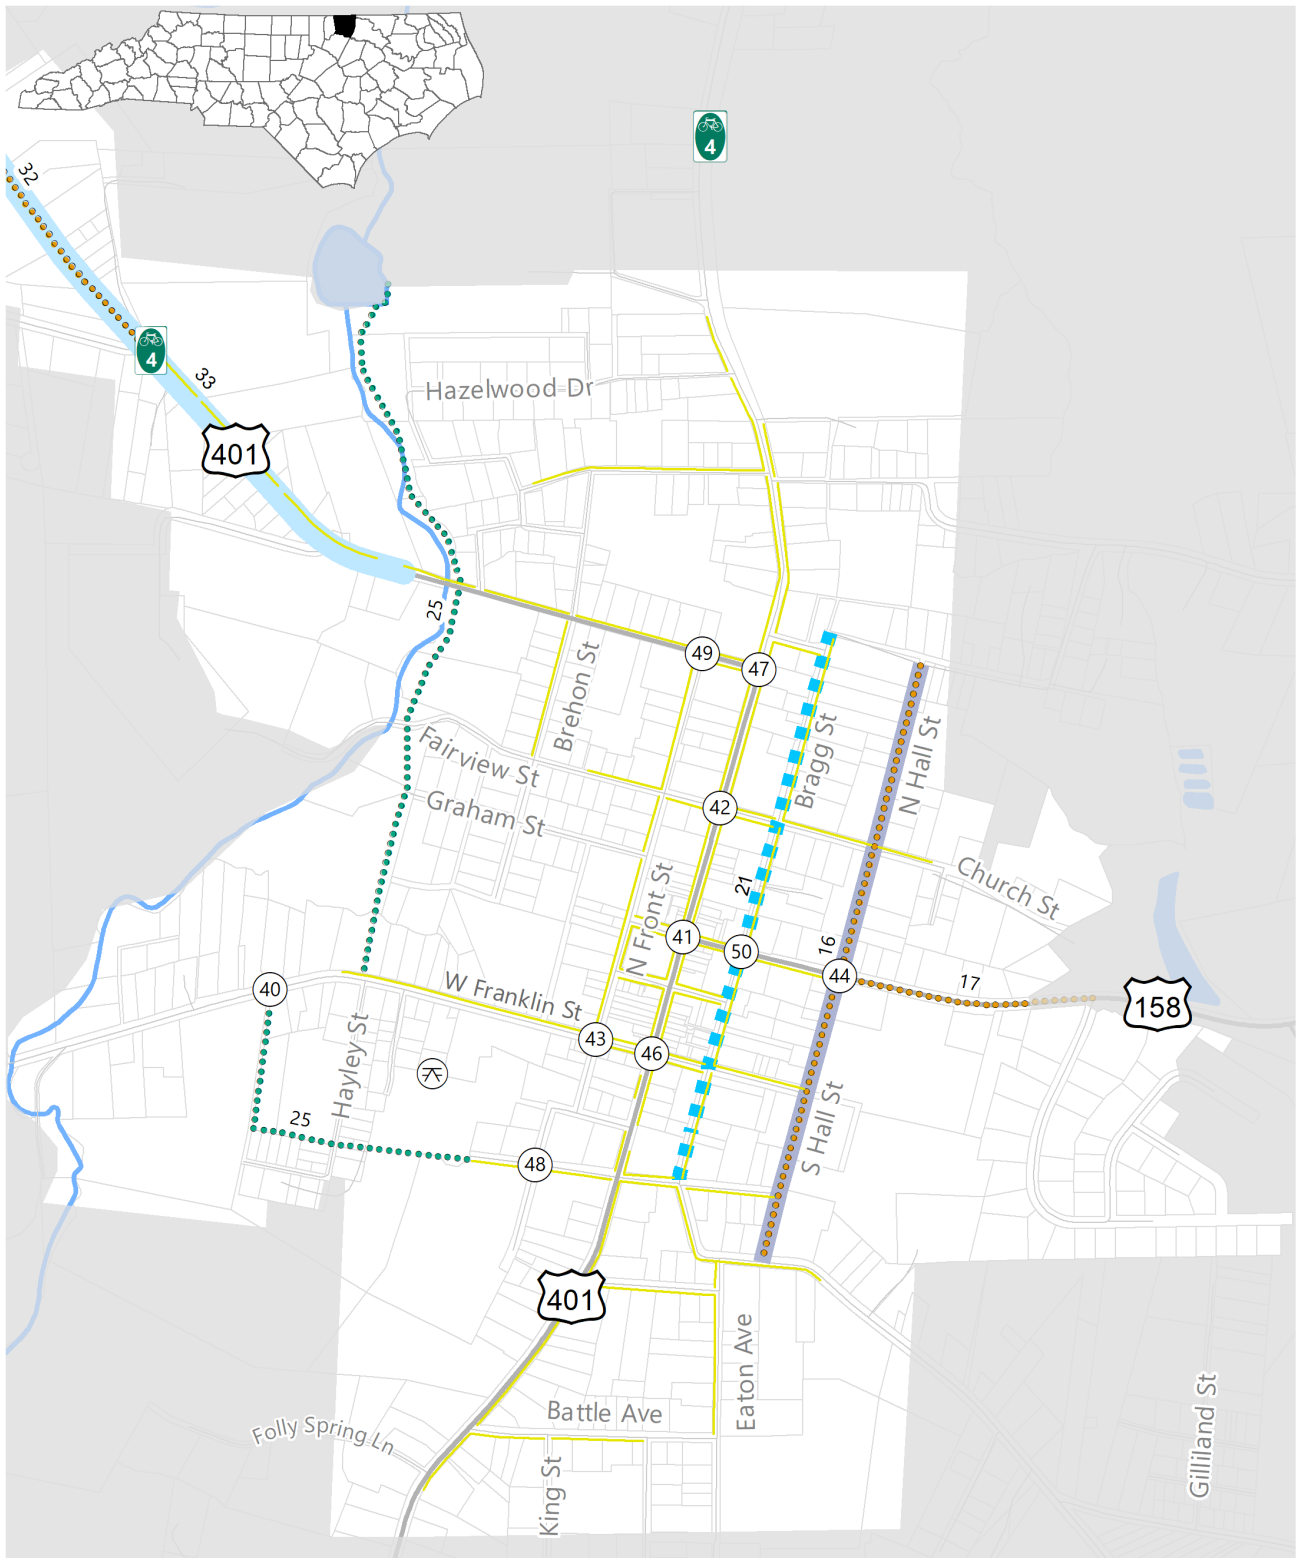 4
32
4
33
Hazelwood Dr
401
25
49
47
Brehon St
Bragg St
N Hall St
Fairview St
42
Graham St
Church St
21
N Front St
41
50
16
44
17
158
40
W Franklin St
43
46
Hayley St
25
S Hall St
48
401
Eaton Ave
Battle Ave
Folly Spring Ln
King St
Gilliland St